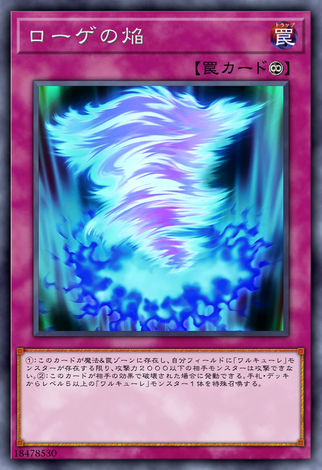 ローゲの焔
トラップ
罠
【罠カード♾】
①：このカードが魔法&罠ゾーンに存在し、自分フィールドに「ワルキューレ」モ
ンスターが存在する限り、攻撃力２０００以下の相手モンスターは攻撃できな
い。②：このカードが相手の効果で破壊された場合に発動できる。手札・デッキ
からレベル５以上の「ワルキューレ」モンスター１体を特殊召喚する。
18478530